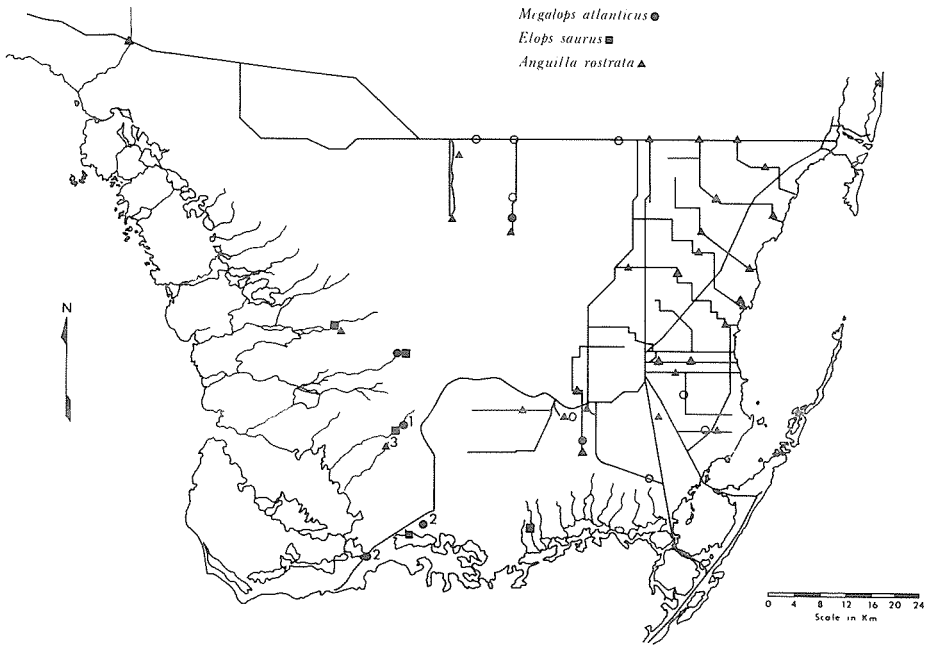 Megalops atlanticus
Elops saurus
Anguilla rostrata
N
1
3
2
2
0 4 8 12 16 20 24
Scale in Km